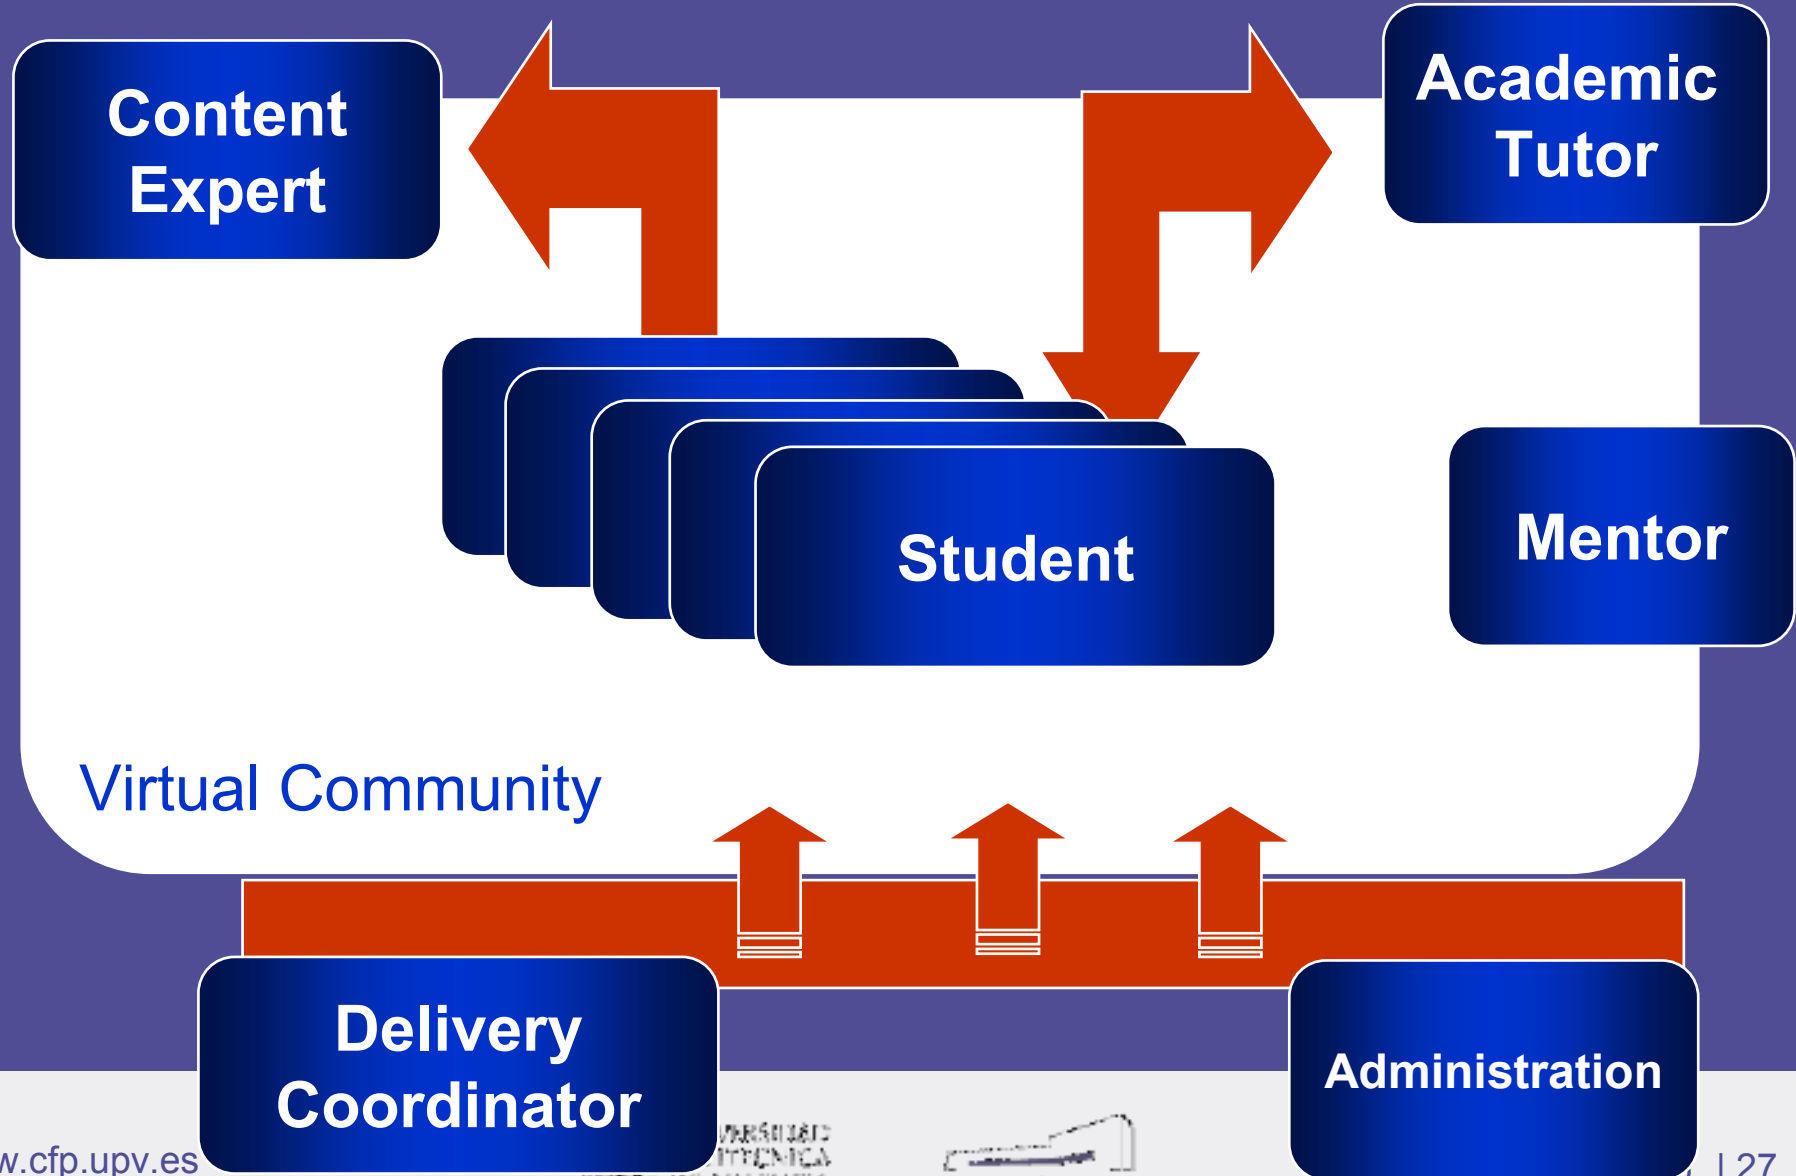 Content
Expert
Academic
Tutor
Student
Mentor
Virtual Community
Delivery
Coordinator
Administration
w.cfp.upv.es
| 27